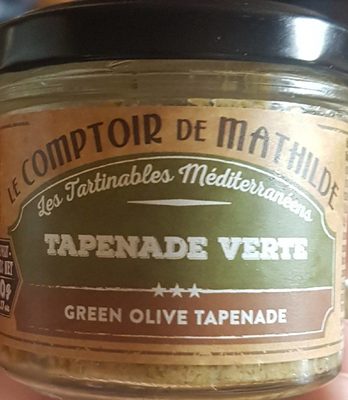 LE COMPTOIR DE MATHILDE
Les Tartinables Méditerranéens
TAPENADE VERTE
GREEN OLIVE TAPENADE